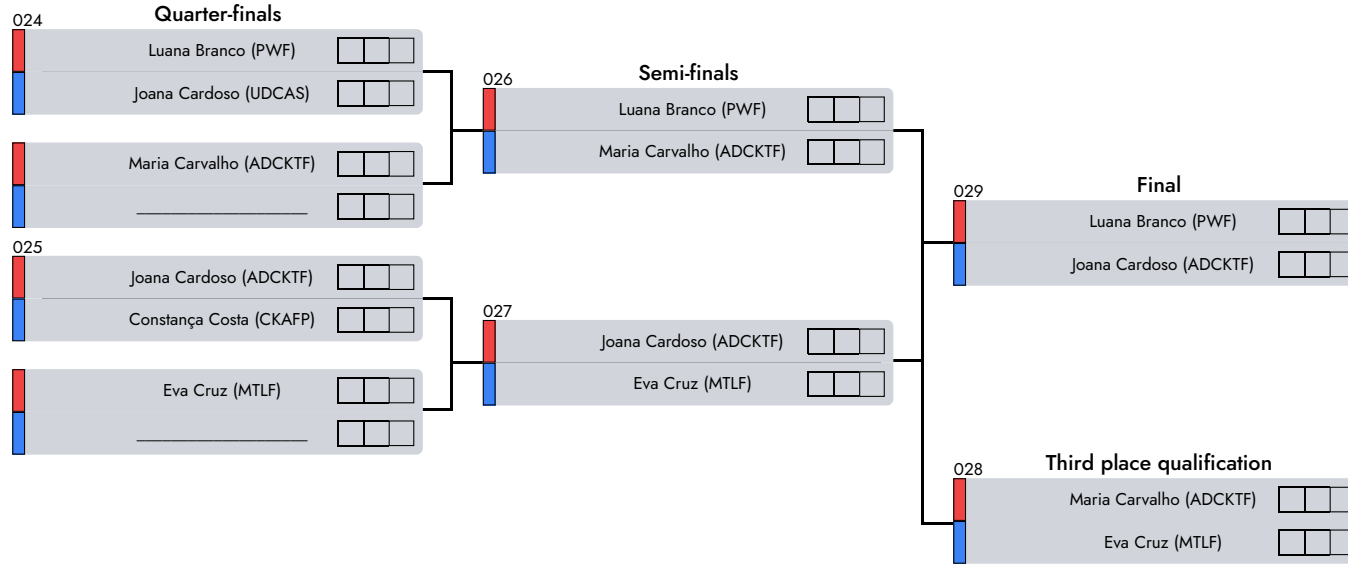 Quarter-finals
024
Luana Branco (PWF)
Joana Cardoso (UDCAS)
Maria Carvalho (ADCKTF)
____________________
025
Joana Cardoso (ADCKTF)
Constança Costa (CKAFP)
Eva Cruz (MTLF)
____________________
Semi-finals
026
Luana Branco (PWF)
Maria Carvalho (ADCKTF)
027
Joana Cardoso (ADCKTF)
Eva Cruz (MTLF)
Final
029
Luana Branco (PWF)
Joana Cardoso (ADCKTF)
Third place qualification
028
Maria Carvalho (ADCKTF)
Eva Cruz (MTLF)